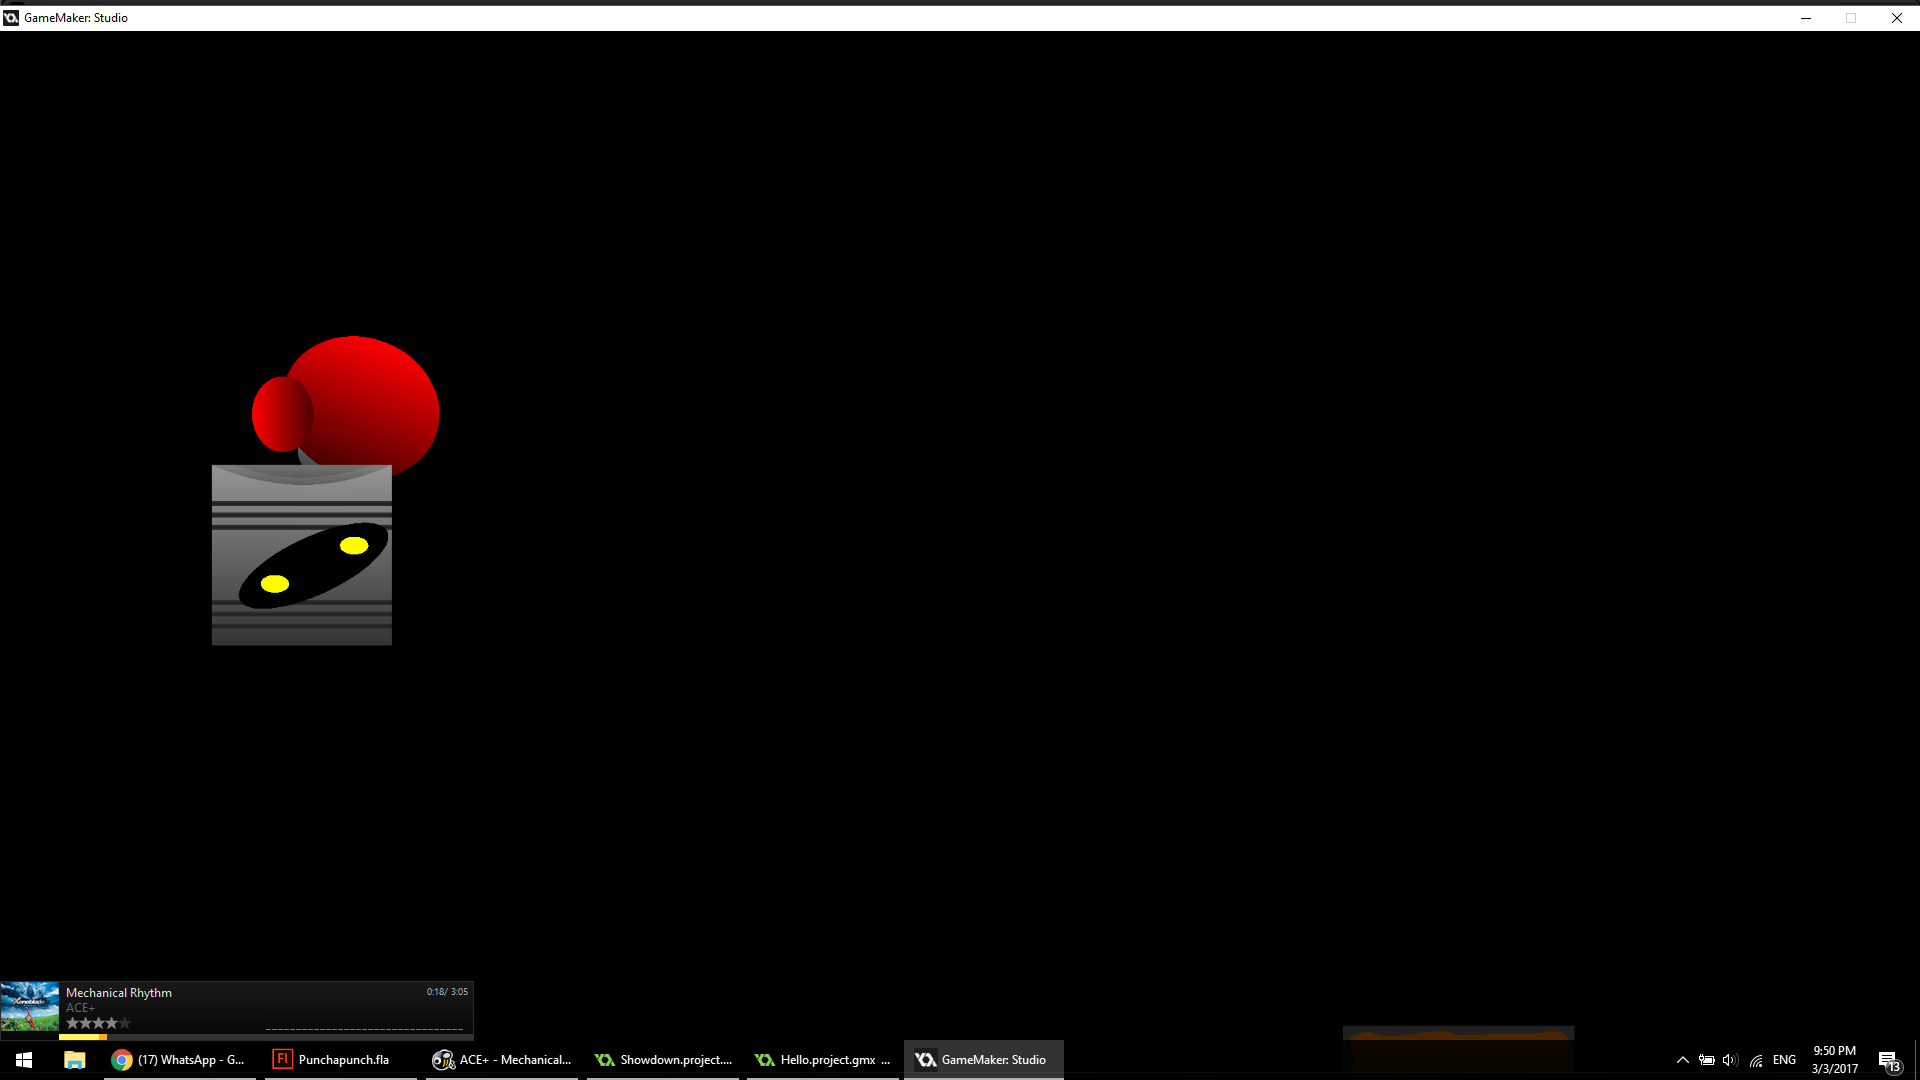 GameMaker: Studio
Xenoblade
Mechanical Rhythm
0:18/ 3:05
ACE+
(17) WhatsApp - G...
Fl
Punchapunch.fla
ACE+ - Mechanical...
Showdown.project....
Hello.project.gmx ...
GameMaker: Studio
ENG
9:50 PM
3/3/2017
13